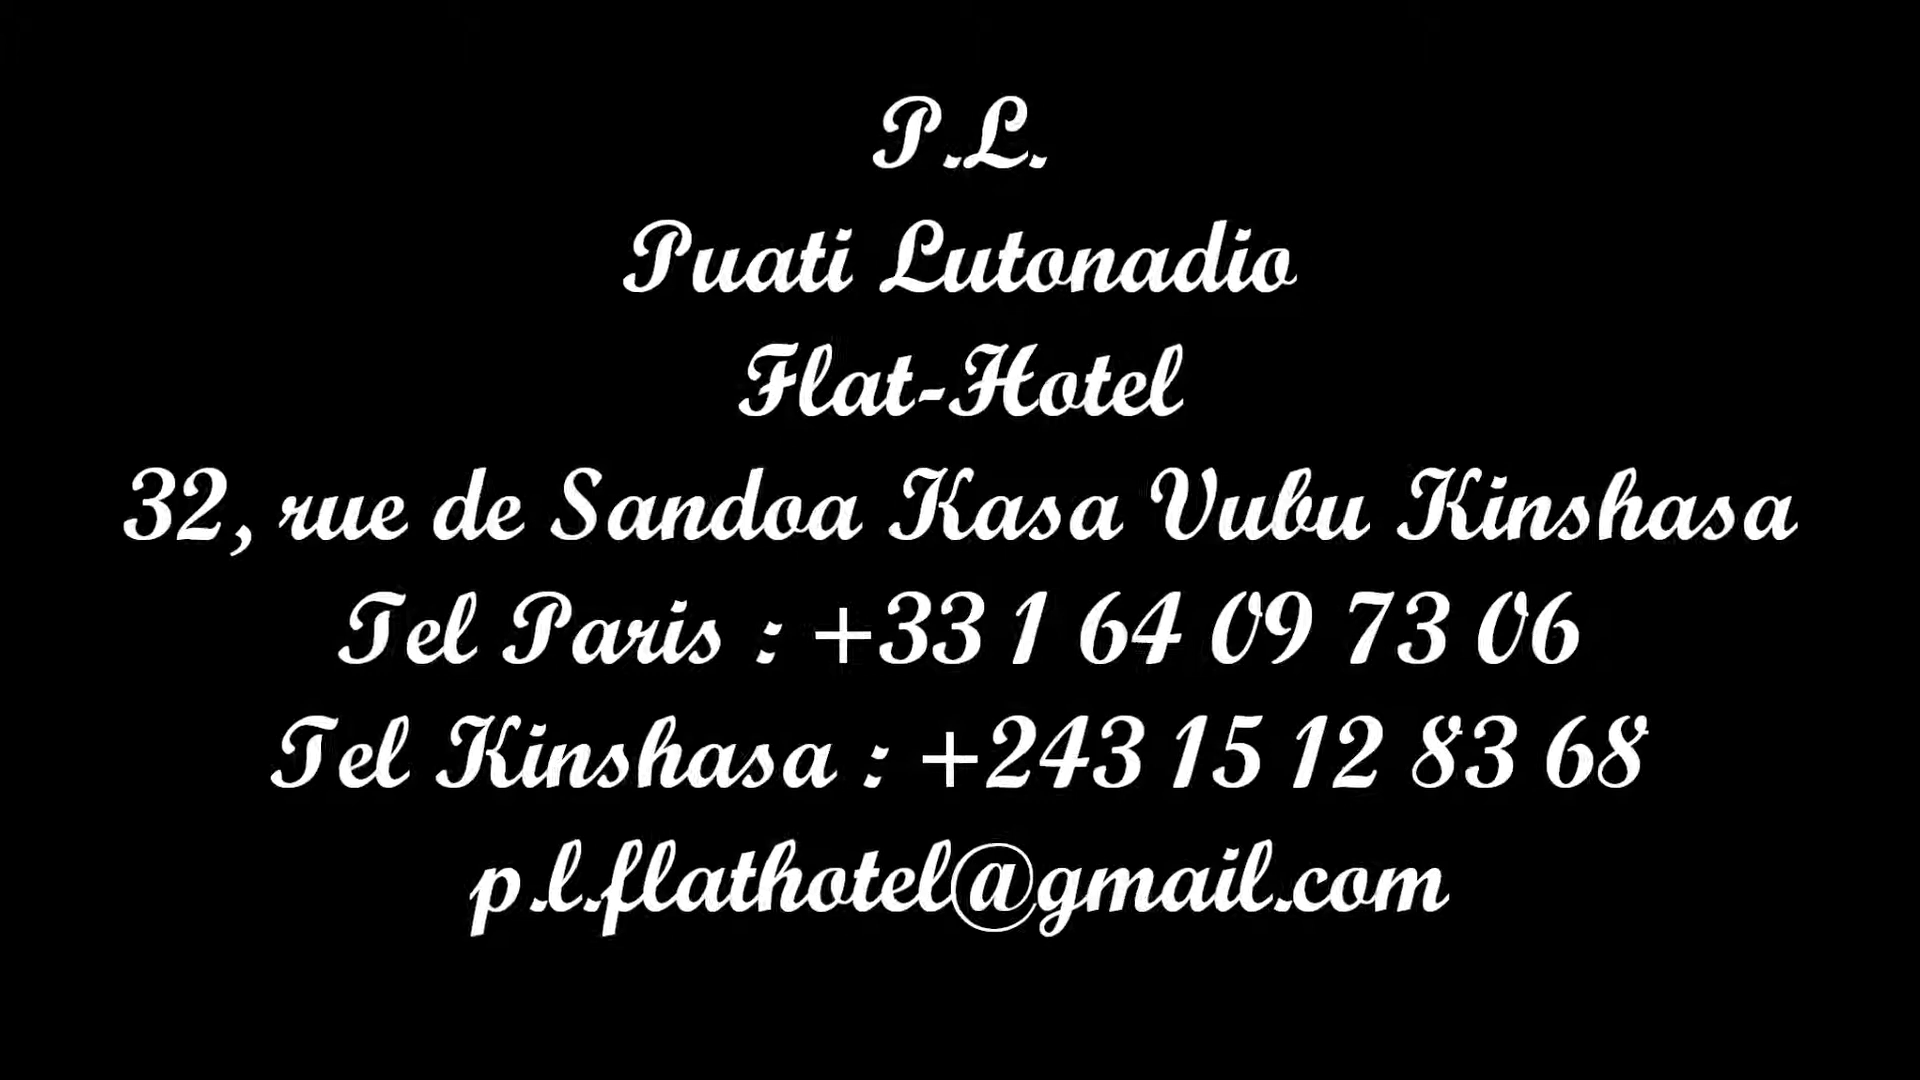 P.L.
Puati Lutonadio
Flat-Hotel
32, rue de Sandoa Kasa Vubu Kinshasa
Tel Paris : +33 1 64 09 73 06
Tel Kinshasa : +243 15 12 83 68
p.l.flathotel@gmail.com